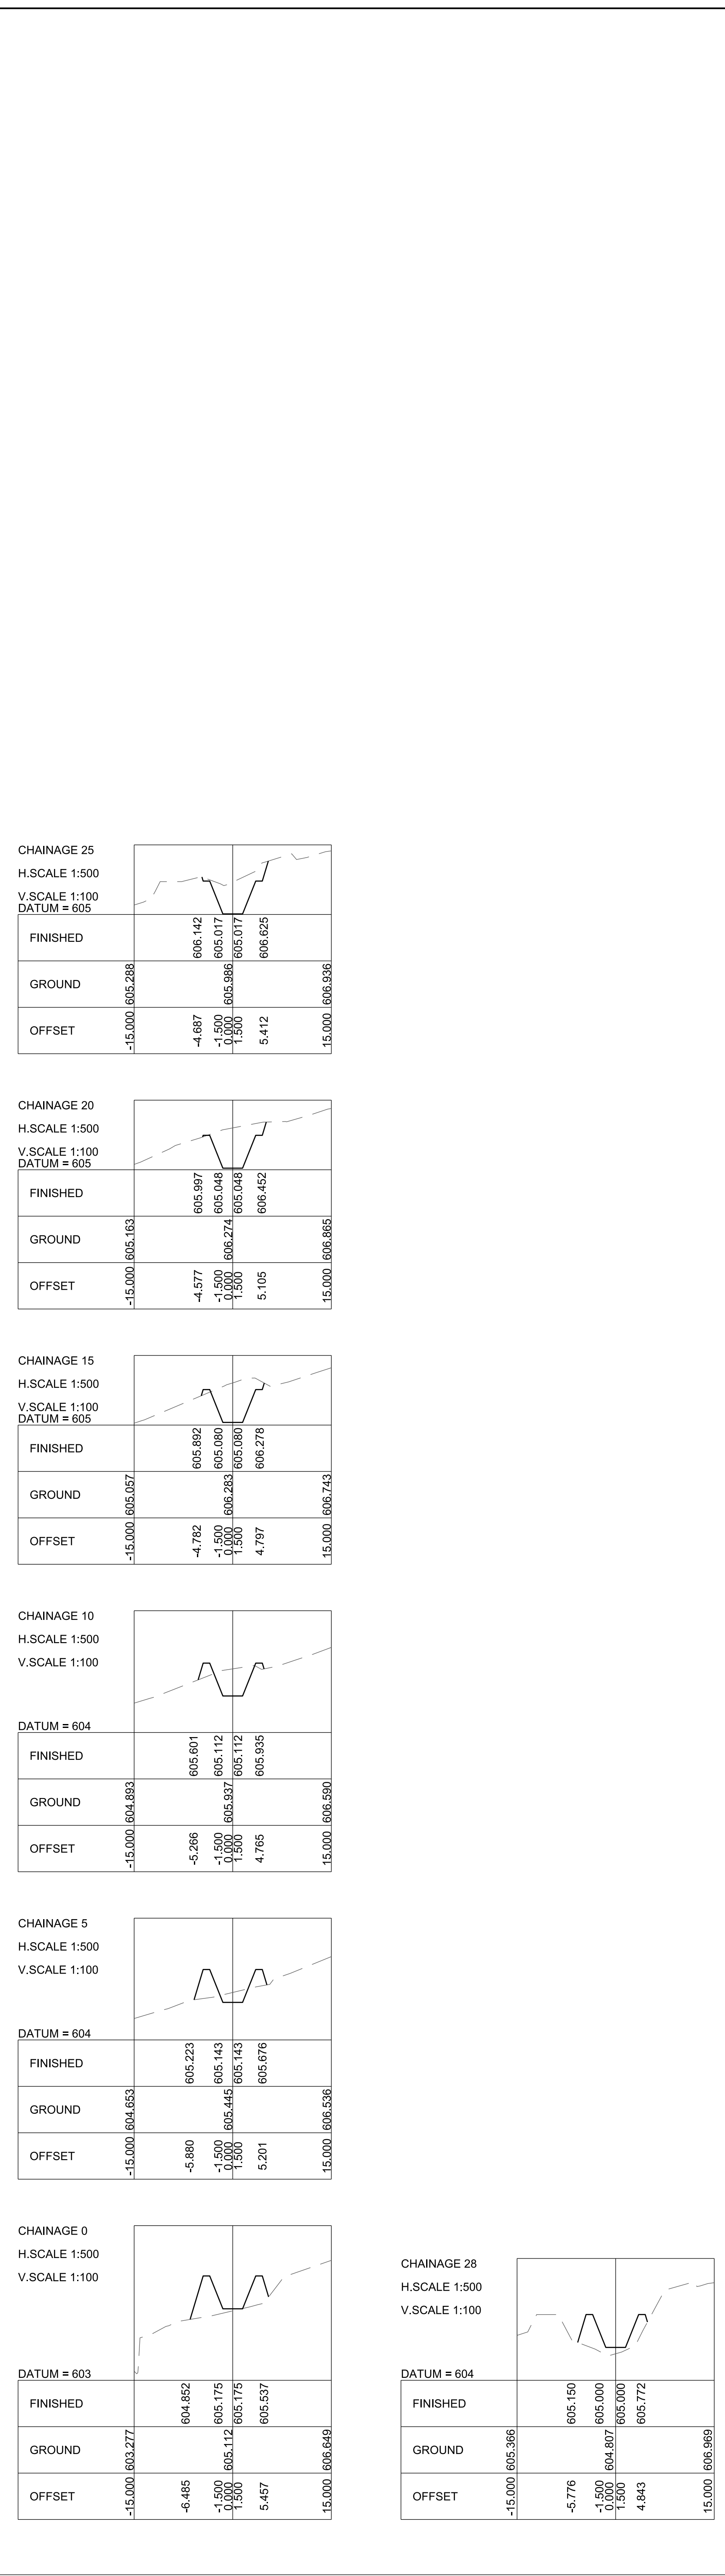 CHAINAGE 25
H.SCALE 1:500
V.SCALE 1:100
DATUM = 605
FINISHED 606.142 605.017 605.017 606.625
GROUND 605.288 605.986 606.936
OFFSET -15.000 -4.687 -1.500 0.000 1.500 5.412 15.000
CHAINAGE 20
H.SCALE 1:500
V.SCALE 1:100
DATUM = 605
FINISHED 605.997 605.048 605.048 606.452
GROUND 605.163 606.274 606.865
OFFSET -15.000 -4.577 -1.500 0.000 1.500 5.105 15.000
CHAINAGE 15
H.SCALE 1:500
V.SCALE 1:100
DATUM = 605
FINISHED 605.892 605.080 605.080 606.278
GROUND 605.057 606.283 606.743
OFFSET -15.000 -4.782 -1.500 0.000 1.500 4.797 15.000
CHAINAGE 10
H.SCALE 1:500
V.SCALE 1:100
DATUM = 604
FINISHED 605.601 605.112 605.112 605.935
GROUND 604.893 605.937 606.590
OFFSET -15.000 -5.266 -1.500 0.000 1.500 4.765 15.000
CHAINAGE 5
H.SCALE 1:500
V.SCALE 1:100
DATUM = 604
FINISHED 605.223 605.143 605.143 605.676
GROUND 604.653 605.445 606.536
OFFSET -15.000 -5.880 -1.500 0.000 1.500 5.201 15.000
CHAINAGE 0
H.SCALE 1:500
V.SCALE 1:100
DATUM = 603
FINISHED 604.852 605.175 605.175 605.537
GROUND 603.277 605.112 606.649
OFFSET -15.000 -6.485 -1.500 0.000 1.500 5.457 15.000
CHAINAGE 28
H.SCALE 1:500
V.SCALE 1:100
DATUM = 604
FINISHED 605.150 605.000 605.000 605.772
GROUND 605.366 604.807 606.969
OFFSET -15.000 -5.776 -1.500 0.000 1.500 4.843 15.000